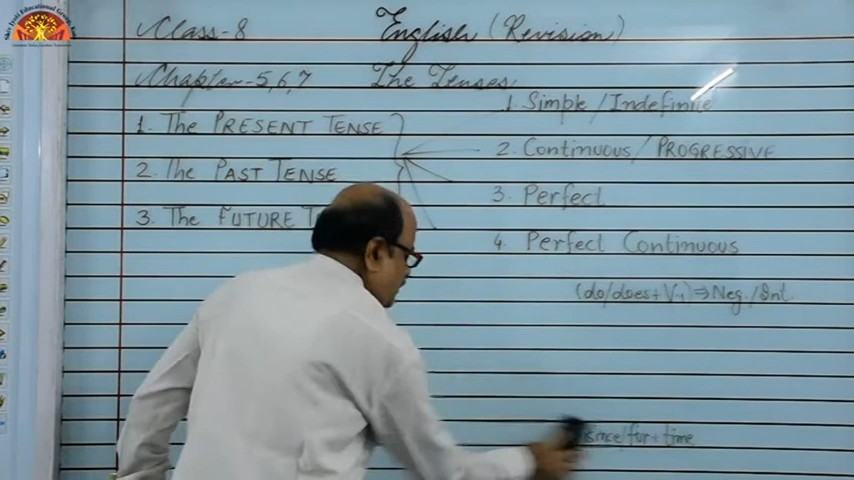 Class-8 English (Revision)
Chapter-5,6,7 The Tenses
1. Simple/Indefinite
1. The PRESENT TENSE
2. Continuous/PROGRESSIVE
2. The PAST TENSE
3. Perfect
3. The FUTURE
4. Perfect Continuous
(do/does+V1)⇒Neg./Int.
since/for+time